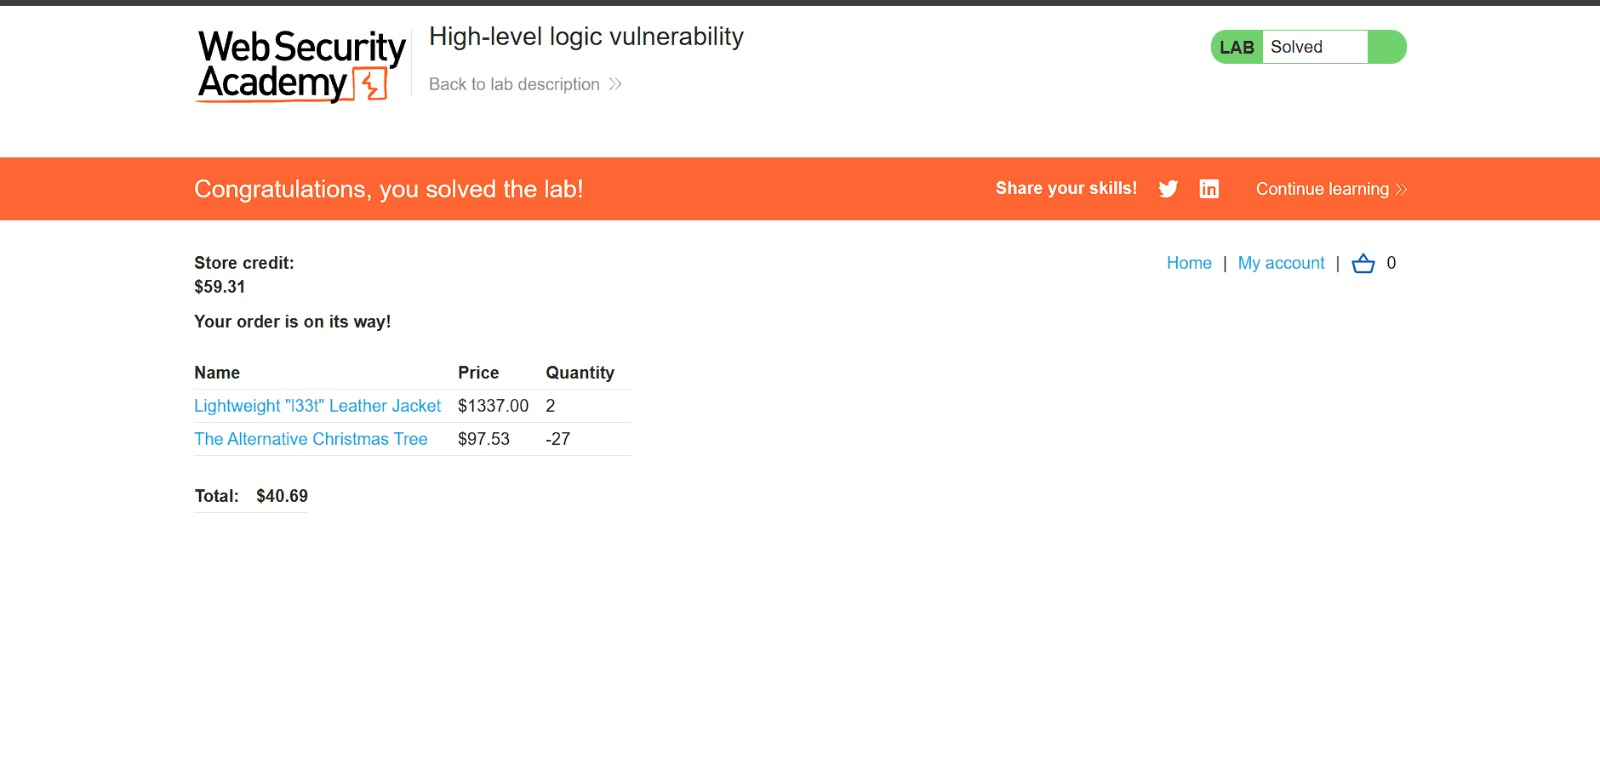 Web Security
Academy
High-level logic vulnerability
Back to lab description
LAB Solved
Congratulations, you solved the lab!
Share your skills! in Continue learning
Home | My account | 0
Store credit:
$59.31
Your order is on its way!
Name Price Quantity
Lightweight "l33t" Leather Jacket $1337.00 2
The Alternative Christmas Tree $97.53 -27
Total: $40.69